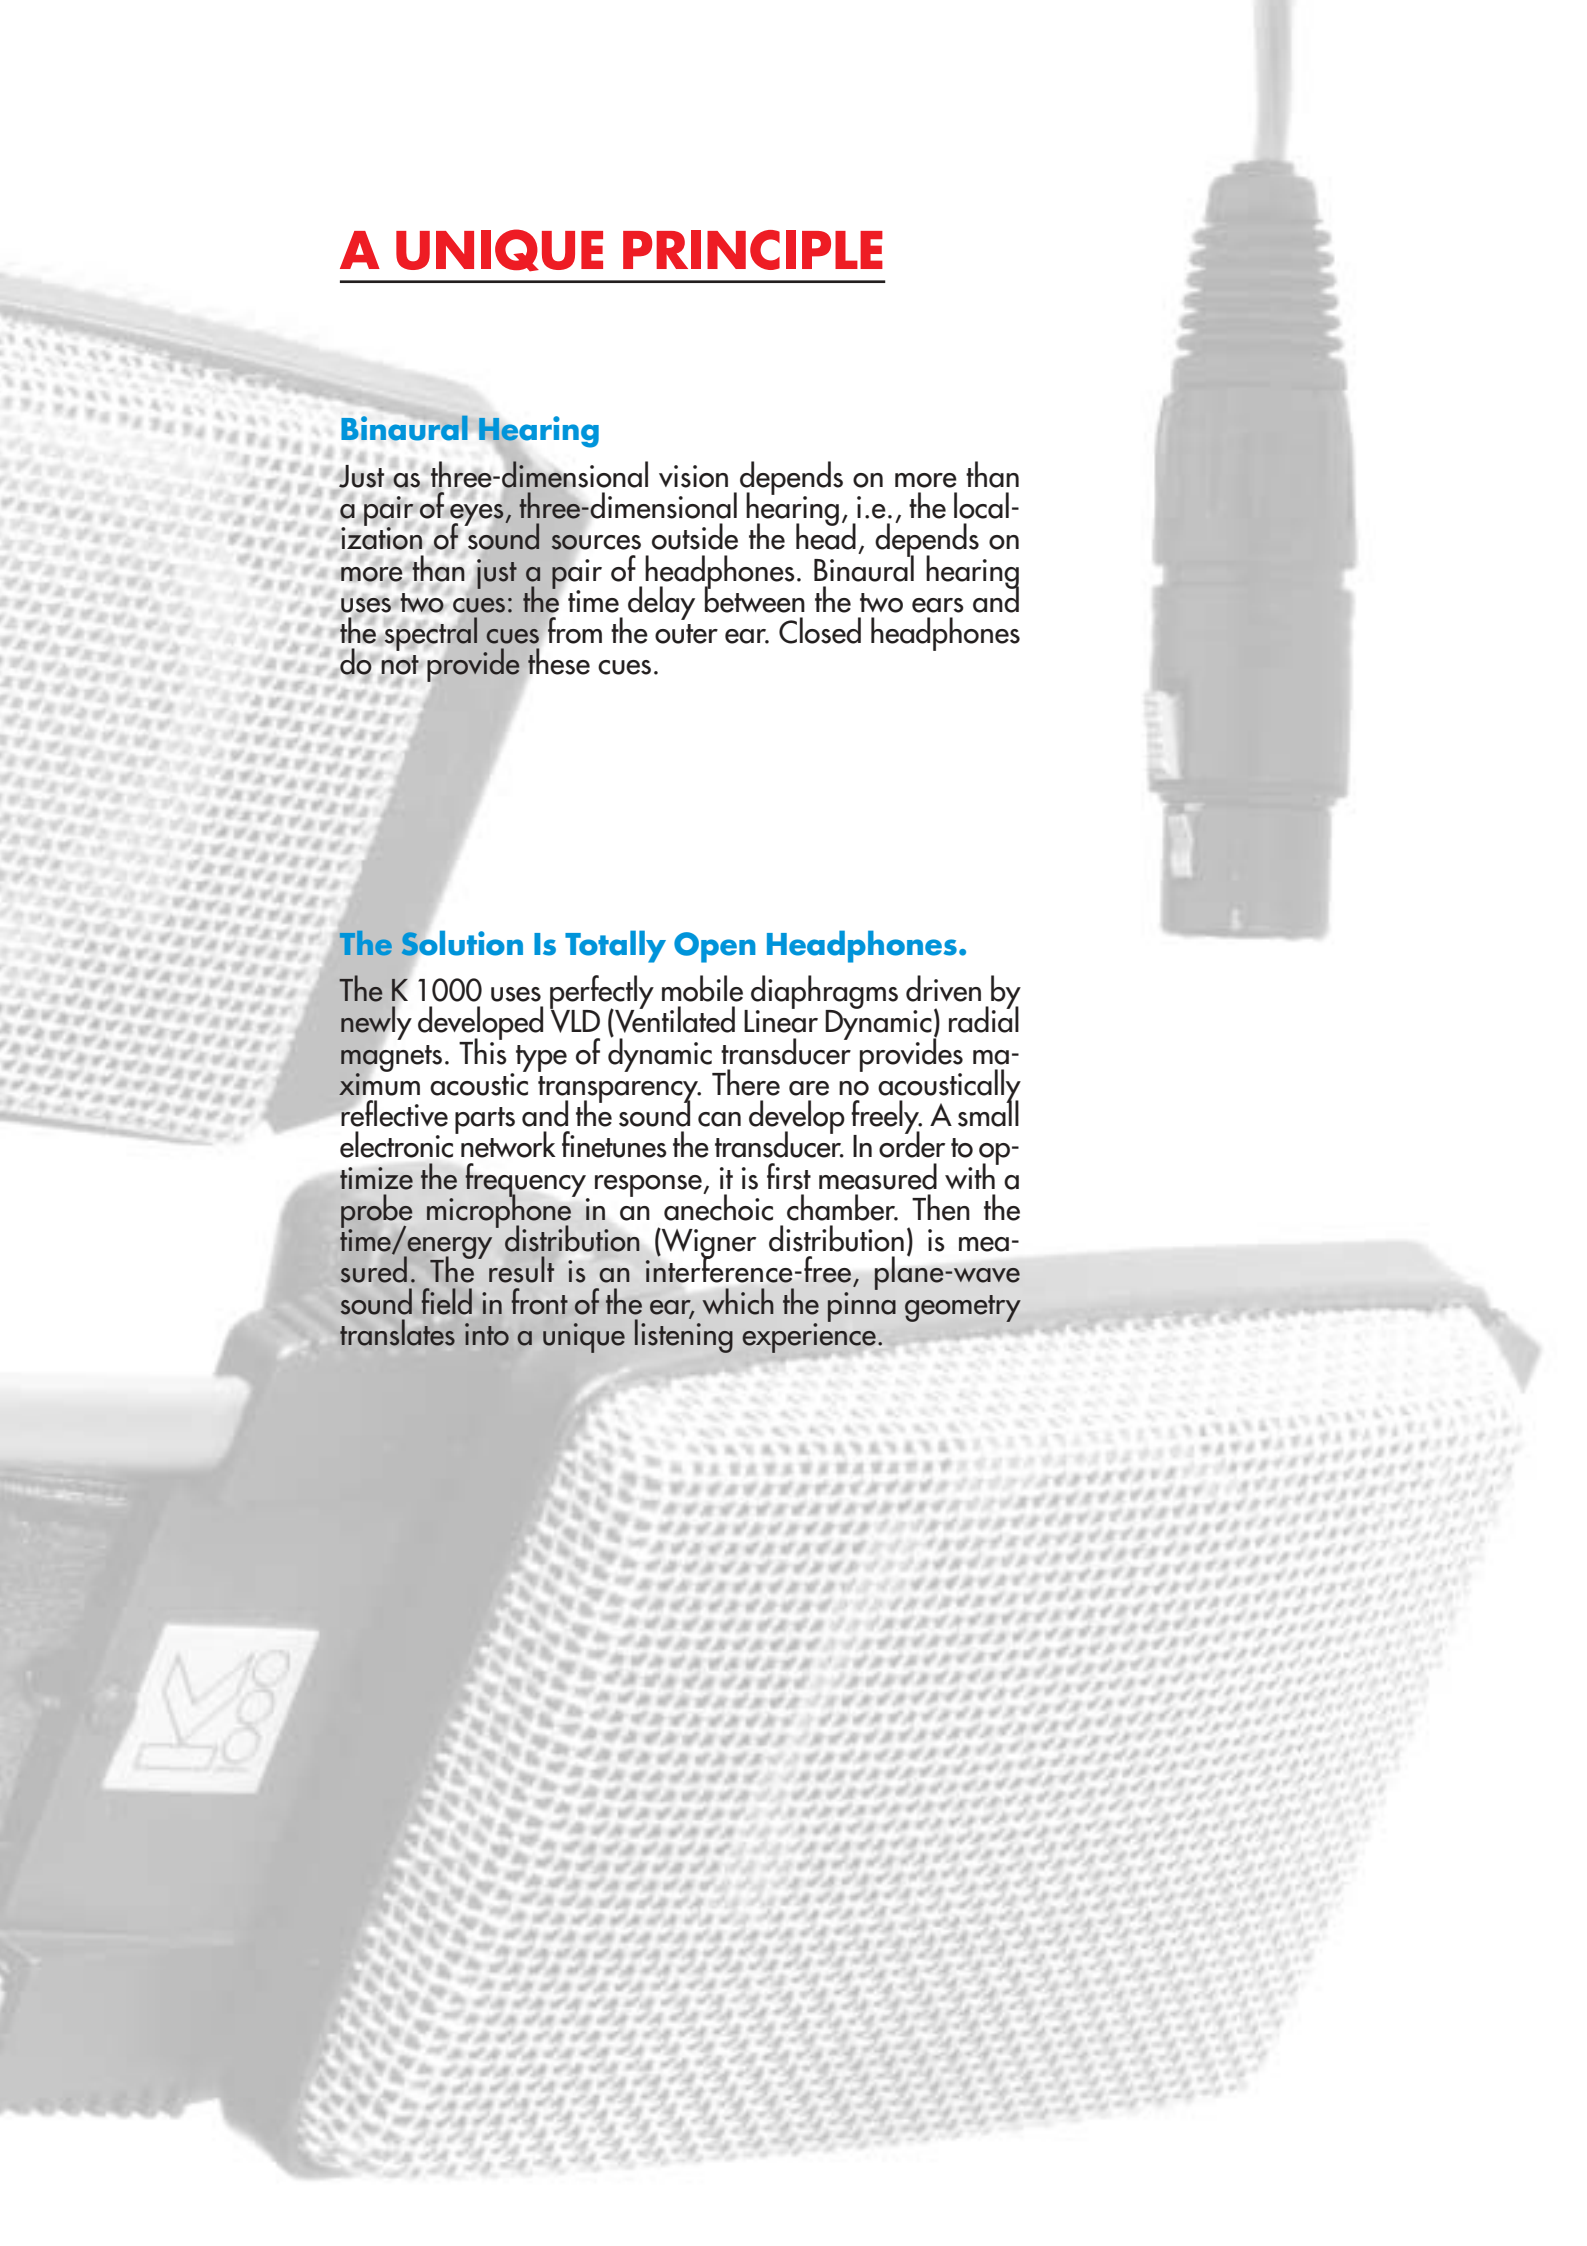 A UNIQUE PRINCIPLE
Binaural Hearing
Just as three-dimensional vision depends on more than
a pair of eyes, three-dimensional hearing, i.e., the local-
ization of sound sources outside the head, depends on
more than just a pair of headphones. Binaural hearing
uses two cues: the time delay between the two ears and
the spectral cues from the outer ear. Closed headphones
do not provide these cues.
The Solution Is Totally Open Headphones.
The K 1000 uses perfectly mobile diaphragms driven by
newly developed VLD (Ventilated Linear Dynamic) radial
magnets. This type of dynamic transducer provides ma-
ximum acoustic transparency. There are no acoustically
reflective parts and the sound can develop freely. A small
electronic network finetunes the transducer. In order to op-
timize the frequency response, it is first measured with a
probe microphone in an anechoic chamber. Then the
time/energy distribution (Wigner distribution) is mea-
sured. The result is an interference-free, plane-wave
sound field in front of the ear, which the pinna geometry
translates into a unique listening experience.
K1000